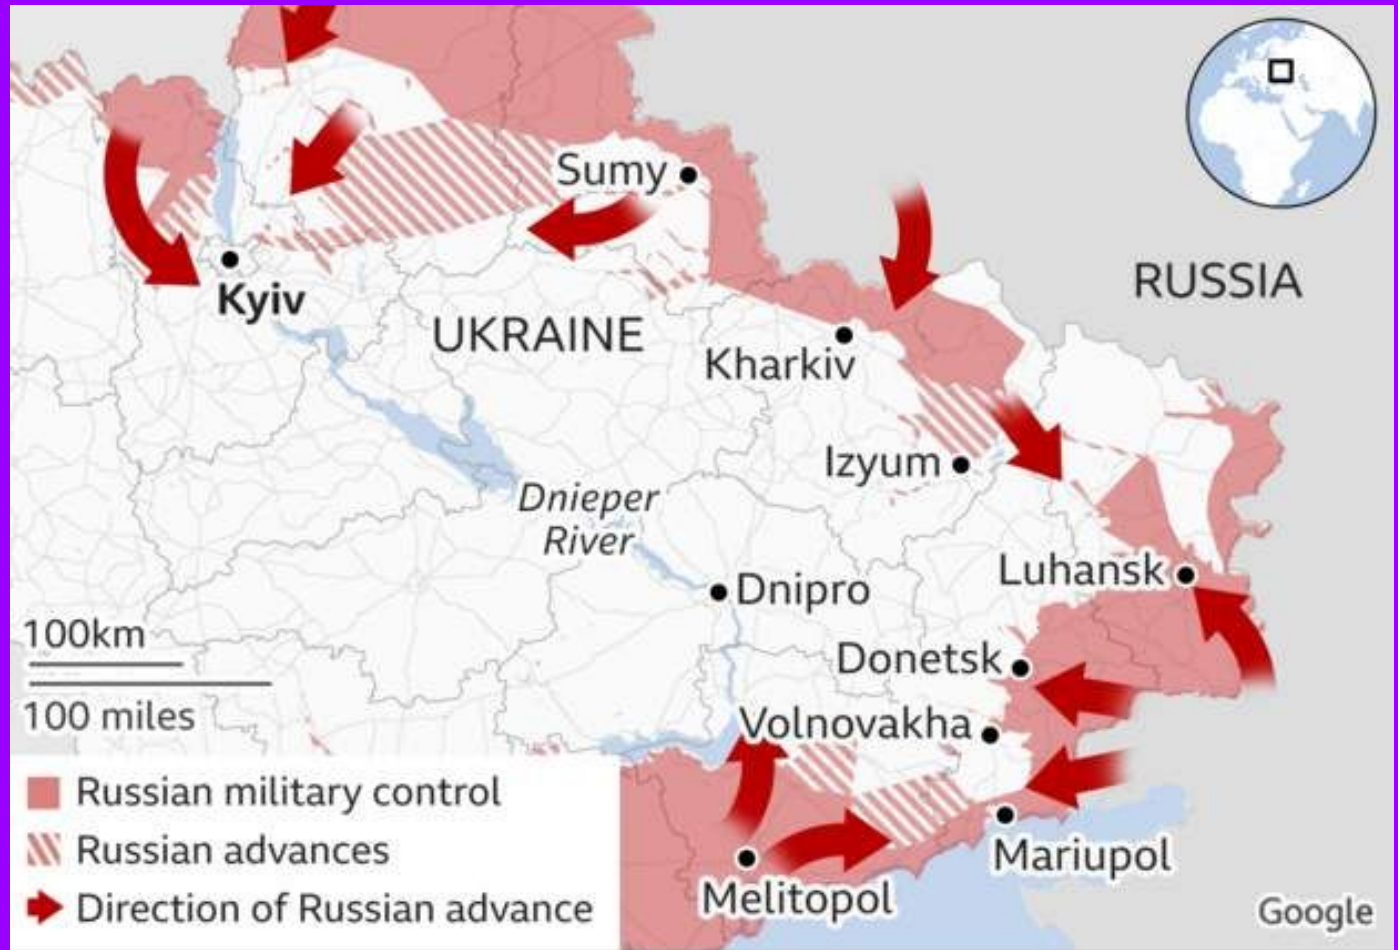 Sumy
RUSSIA
Kyiv
UKRAINE
Kharkiv
Izyum
Dnieper
River
Luhansk
Dnipro
100km
Donetsk
100 miles
Volnovakha
Russian military control
Russian advances
Mariupol
Melitopol
Direction of Russian advance
Google